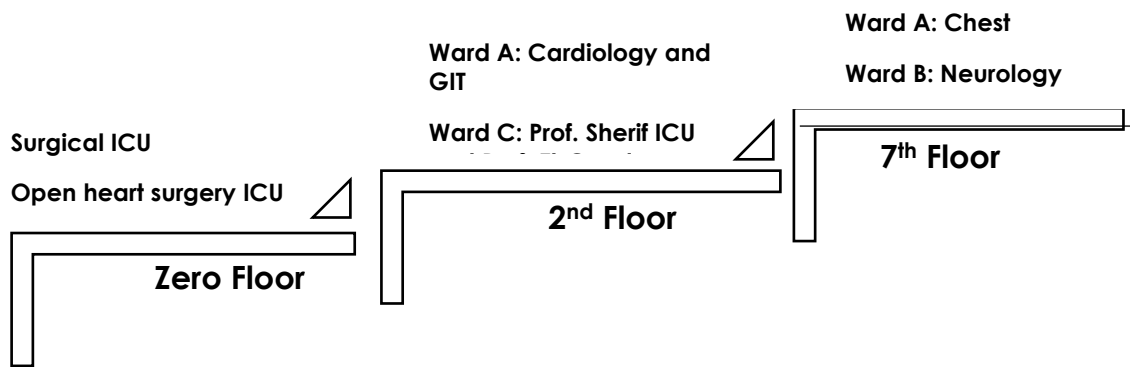 Surgical ICU
Open heart surgery ICU
Zero Floor
Ward A: Cardiology and
GIT
Ward C: Prof. Sherif ICU
2nd Floor
Ward A: Chest
Ward B: Neurology
7th Floor